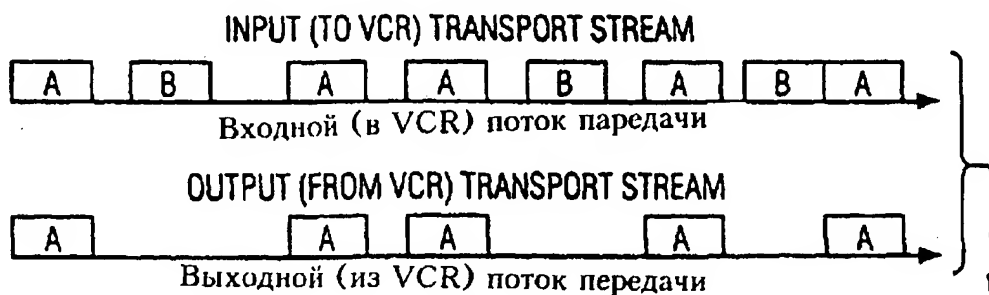 INPUT (TO VCR) TRANSPORT STREAM
A B A A B A B A
Входной (в VCR) поток паредачи
OUTPUT (FROM VCR) TRANSPORT STREAM
A A A A A
Выходной (из VCR) поток передачи